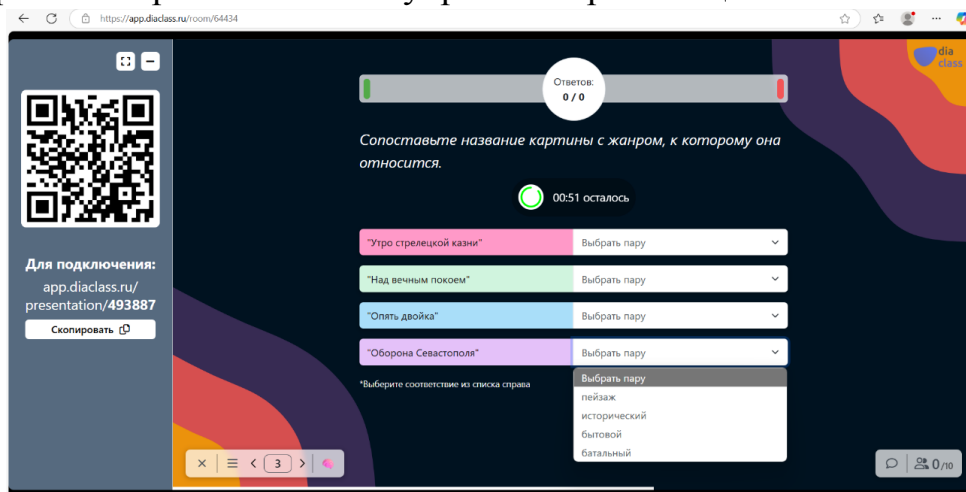 https://app.diaclass.ru/room/64434
dia
class
Ответов:
0 / 0
Сопоставьте название картины с жанром, к которому она
относится.
00:51 осталось
"Утро стрелецкой казни" Выбрать пару
"Над вечным покоем" Выбрать пару
"Опять двойка" Выбрать пару
"Оборона Севастополя" Выбрать пару
*Выберите соответствие из списка справа
Выбрать пару
пейзаж
исторический
бытовой
батальный
Для подключения:
app.diaclass.ru/
presentation/493887
Скопировать
3
0/10